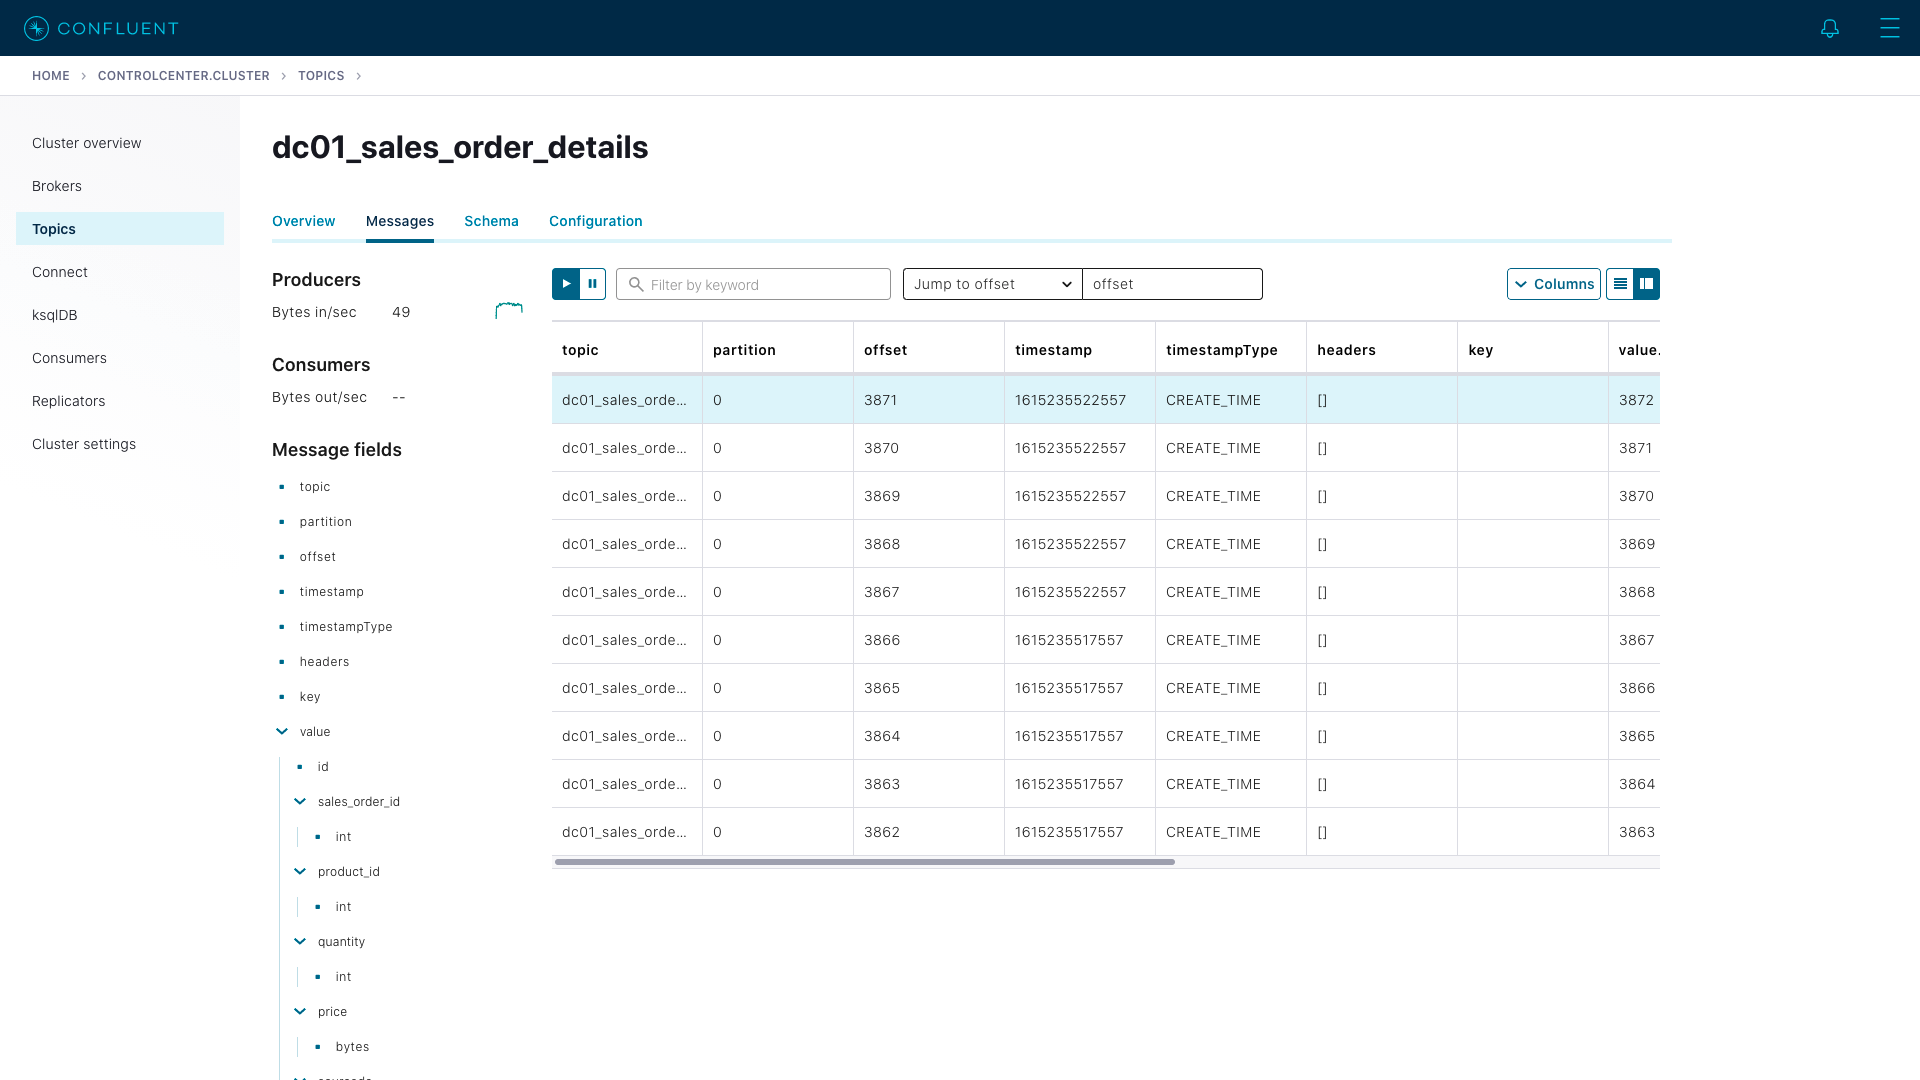 CONFLUENT
HOME > CONTROLCENTER.CLUSTER > TOPICS >
Cluster overview
Brokers
Topics
Connect
ksqlDB
Consumers
Replicators
Cluster settings
dc01_sales_order_details
Overview Messages Schema Configuration
Producers
Bytes in/sec 49
Consumers
Bytes out/sec --
Message fields
topic
partition
offset
timestamp
timestampType
headers
key
value
id
sales_order_id
int
product_id
int
quantity
int
price
bytes
Filter by keyword Jump to offset offset Columns
topic partition offset timestamp timestampType headers key value.
dc01_sales_orde... 0 3871 1615235522557 CREATE_TIME [] 3872
dc01_sales_orde... 0 3870 1615235522557 CREATE_TIME [] 3871
dc01_sales_orde... 0 3869 1615235522557 CREATE_TIME [] 3870
dc01_sales_orde... 0 3868 1615235522557 CREATE_TIME [] 3869
dc01_sales_orde... 0 3867 1615235522557 CREATE_TIME [] 3868
dc01_sales_orde... 0 3866 1615235517557 CREATE_TIME [] 3867
dc01_sales_orde... 0 3865 1615235517557 CREATE_TIME [] 3866
dc01_sales_orde... 0 3864 1615235517557 CREATE_TIME [] 3865
dc01_sales_orde... 0 3863 1615235517557 CREATE_TIME [] 3864
dc01_sales_orde... 0 3862 1615235517557 CREATE_TIME [] 3863